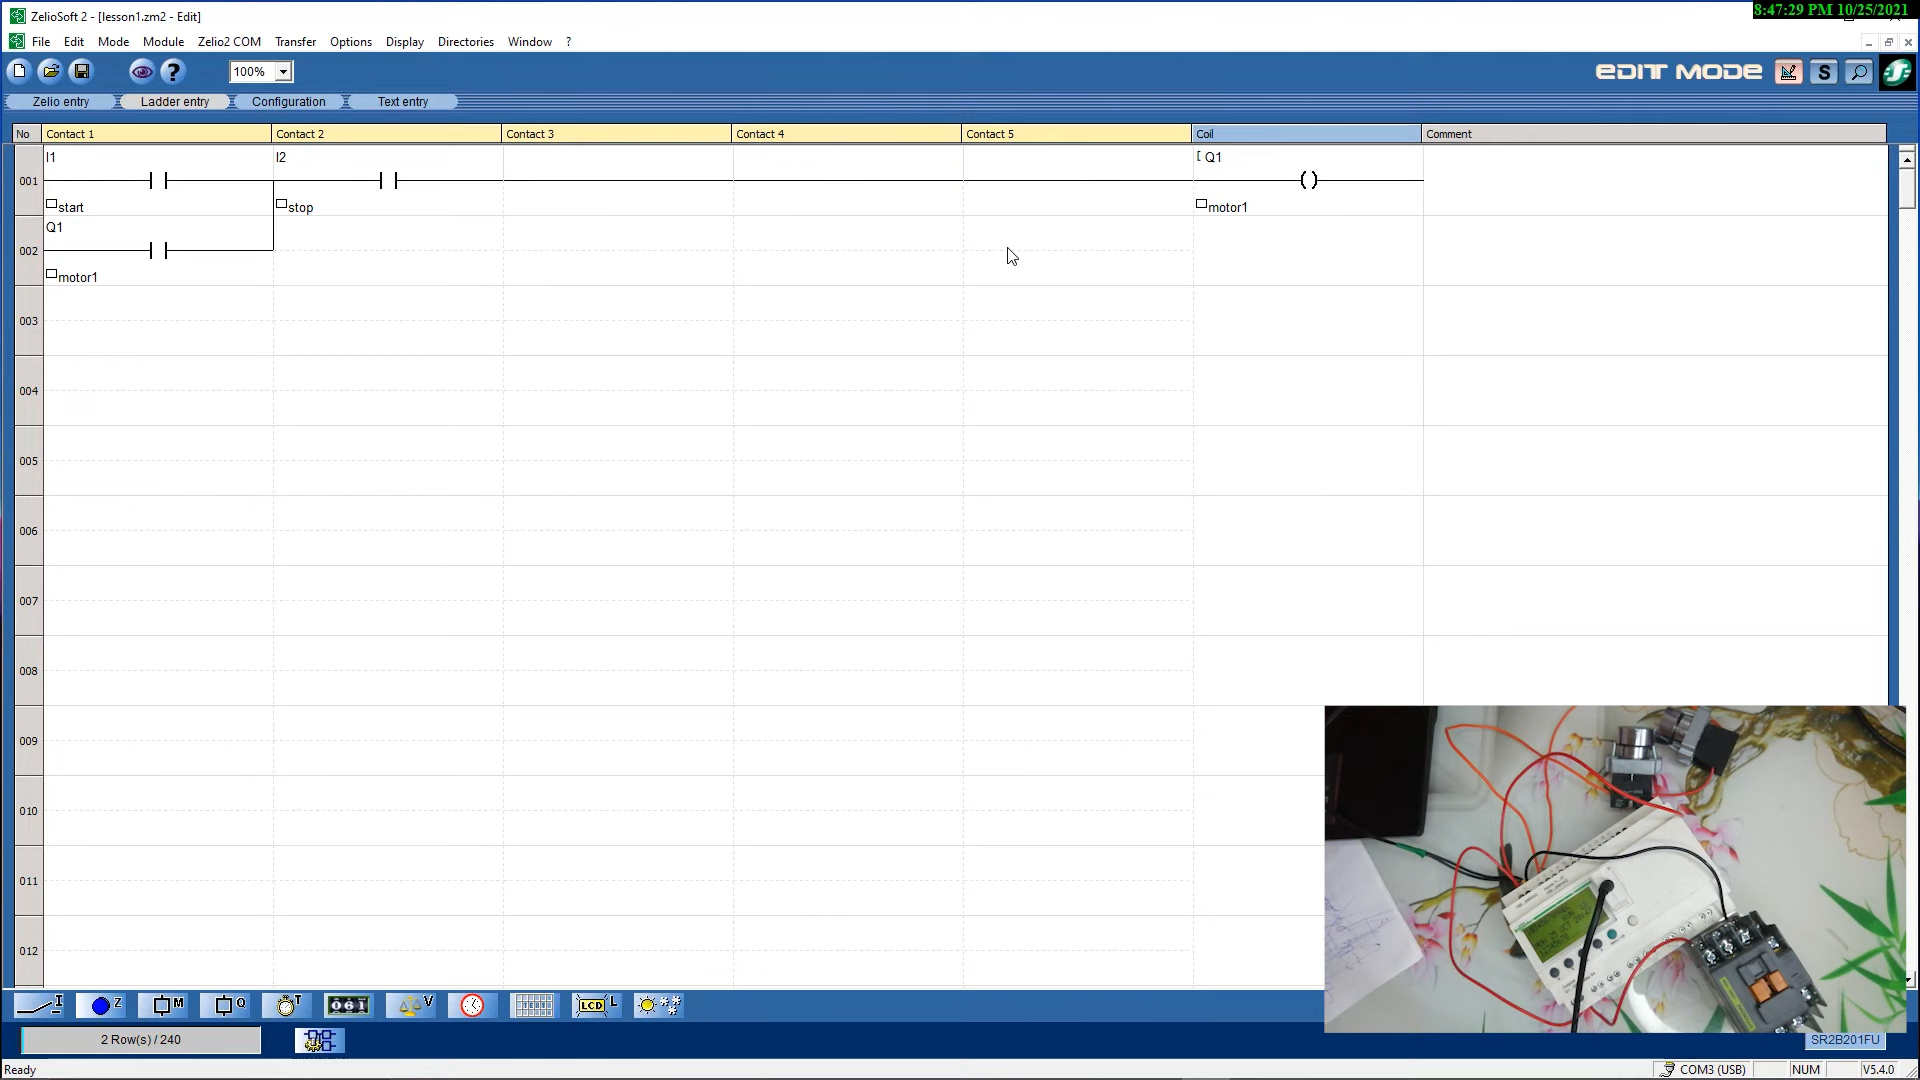 ZelioSoft 2 - [lesson1.zm2 - Edit]
8:47:29 PM 10/25/2021
File Edit Mode Module Zelio2 COM Transfer Options Display Directories Window ?
100%
EDIT MODE
S
Zelio entry Ladder entry Configuration Text entry
No Contact 1 Contact 2 Contact 3 Contact 4 Contact 5 Coil Comment
I1 I2 [ Q1
001
start stop motor1
Q1
002
motor1
003
004
005
006
007
008
009
010
011
012
I Z M Q T 061 V TEXT LCD L
2 Row(s) / 240
SR2B201FU
Ready COM3 (USB) NUM V5.4.0